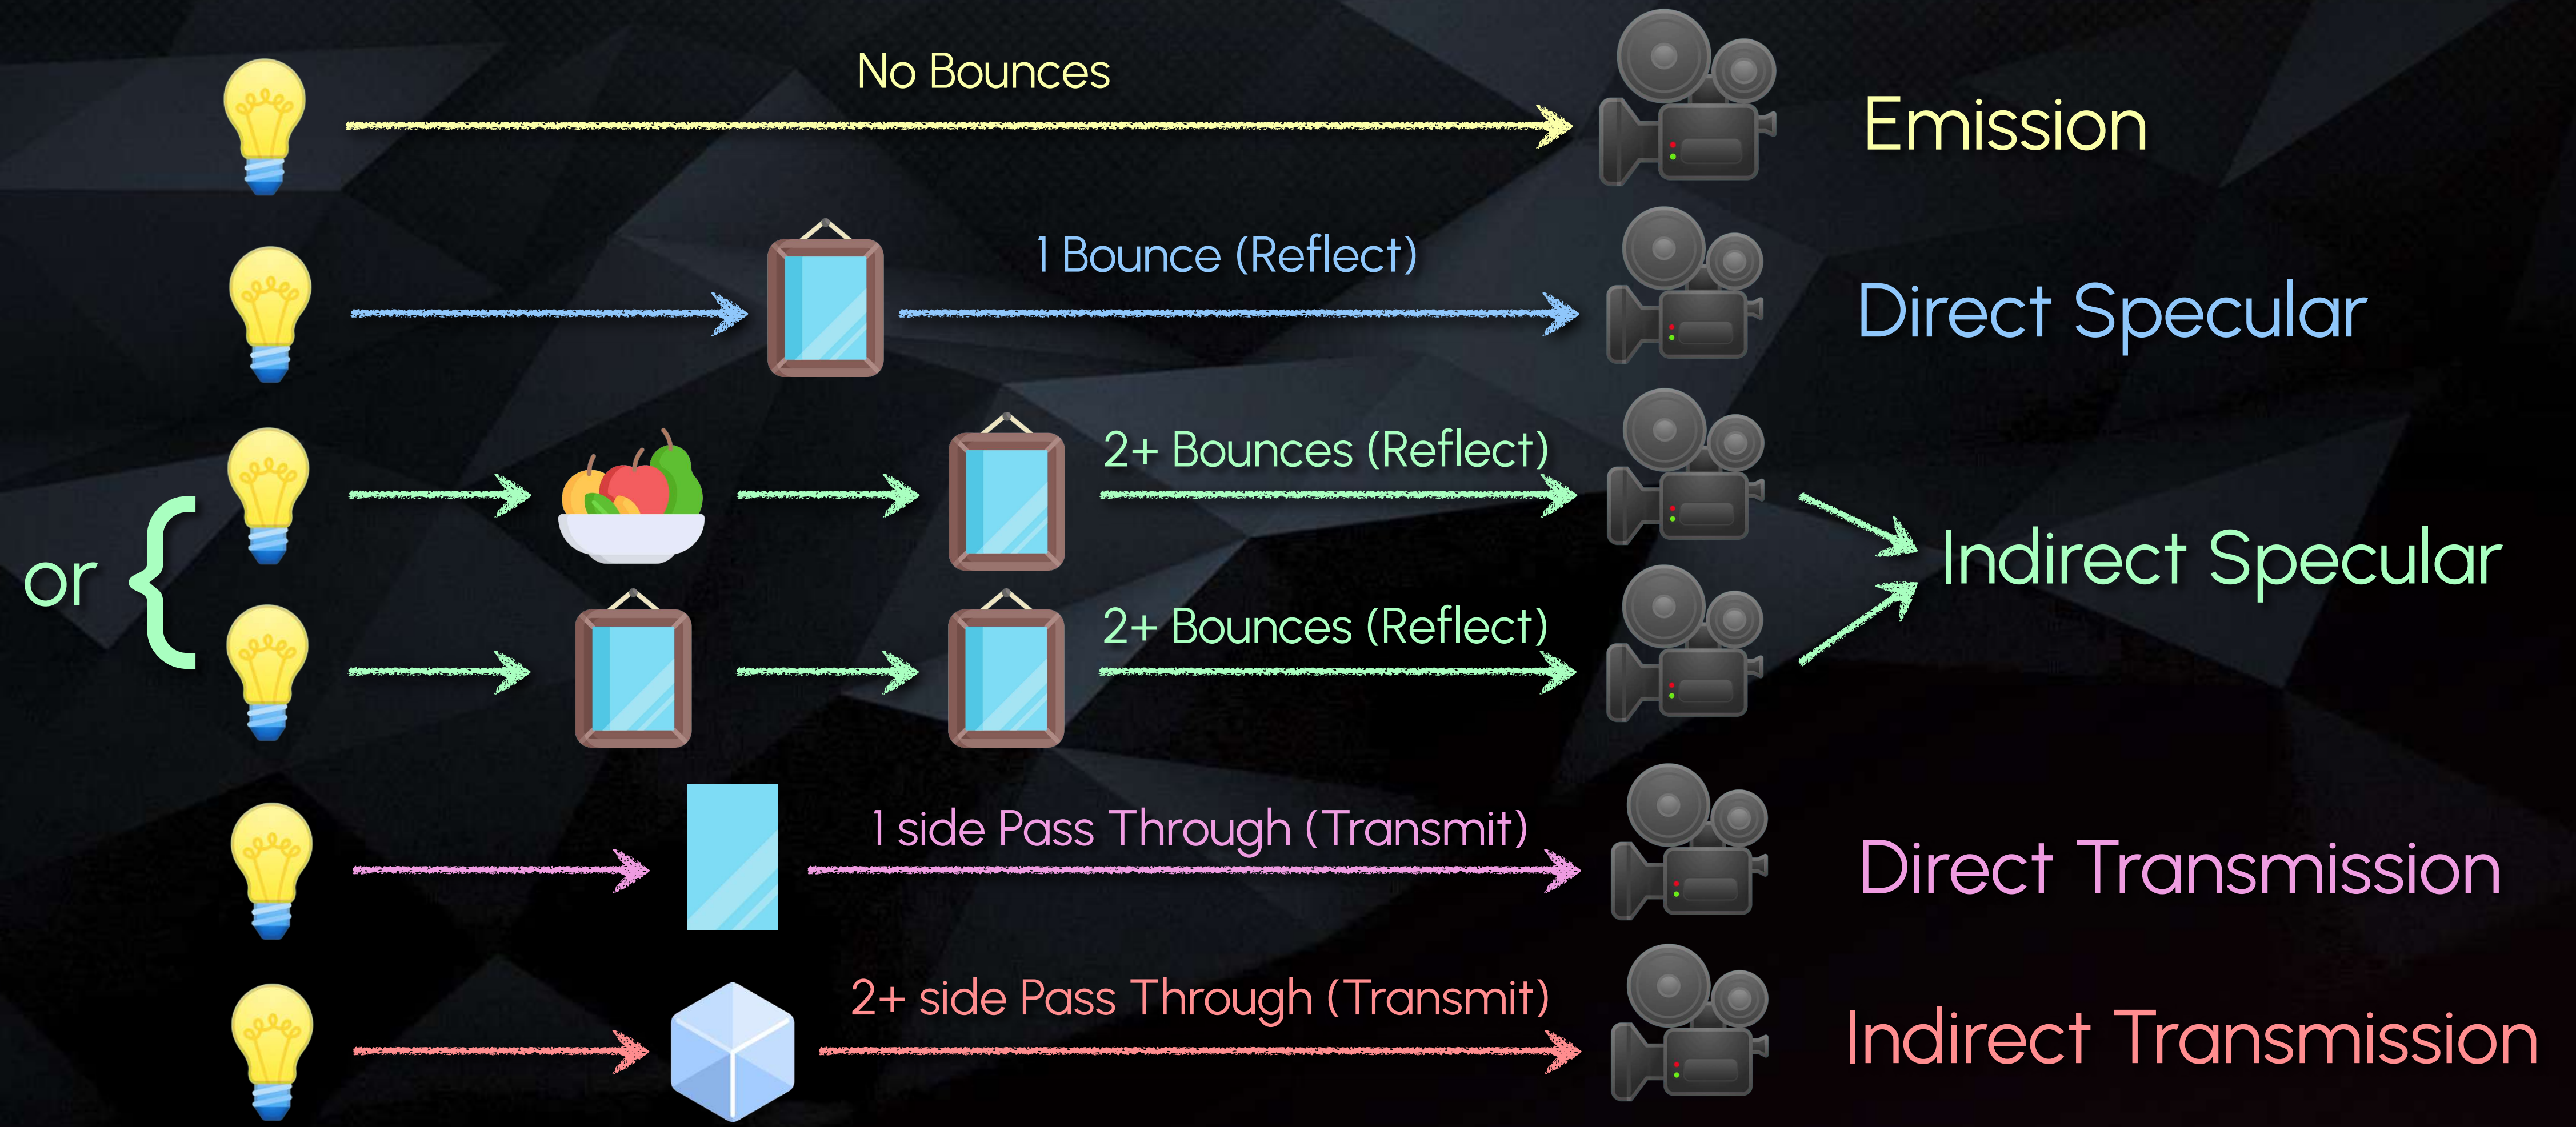 No Bounces
Emission
1 Bounce (Reflect)
Direct Specular
2+ Bounces (Reflect)
or
Indirect Specular
2+ Bounces (Reflect)
1 side Pass Through (Transmit)
Direct Transmission
2+ side Pass Through (Transmit)
Indirect Transmission